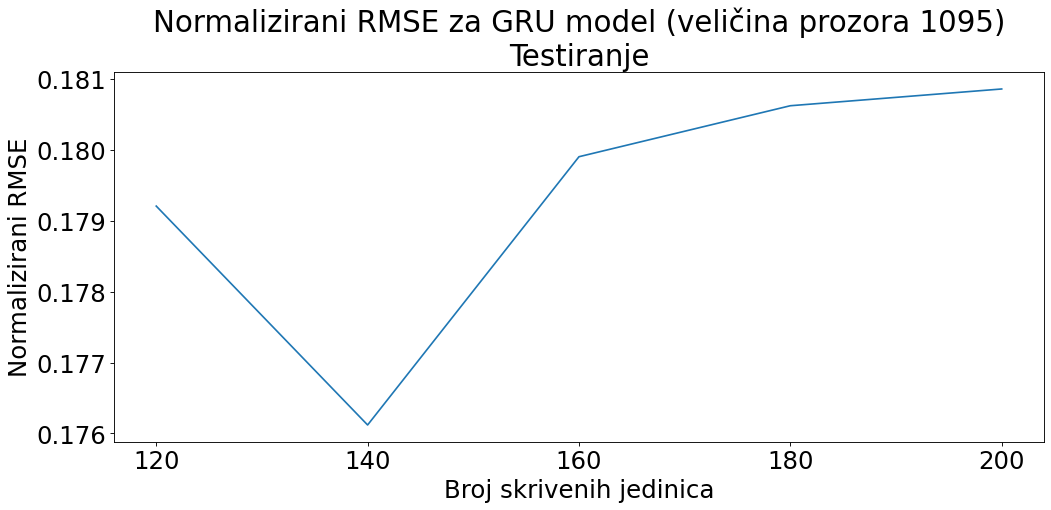 Normalizirani RMSE za GRU model (veličina prozora 1095)
Testiranje
Normalizirani RMSE
0.181
0.180
0.179
0.178
0.177
0.176
120 140 160 180 200
Broj skrivenih jedinica